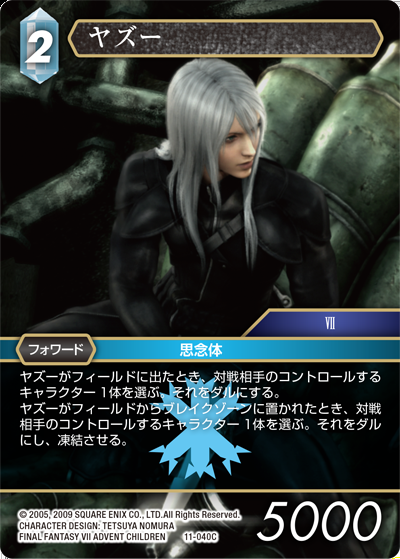 2
ヤズー
VII
フォワード
思念体
ヤズーがフィールドに出たとき、対戦相手のコントロールする
キャラクター 1体を選ぶ。それをダルにする。
ヤズーがフィールドからブレイクゾーンに置かれたとき、対戦
相手のコントロールするキャラクター 1体を選ぶ。それをダル
にし、凍結させる。
© 2005, 2009 SQUARE ENIX CO., LTD.All Rights Reserved.
CHARACTER DESIGN: TETSUYA NOMURA
FINAL FANTASY VII ADVENT CHILDREN
11-040C
5000